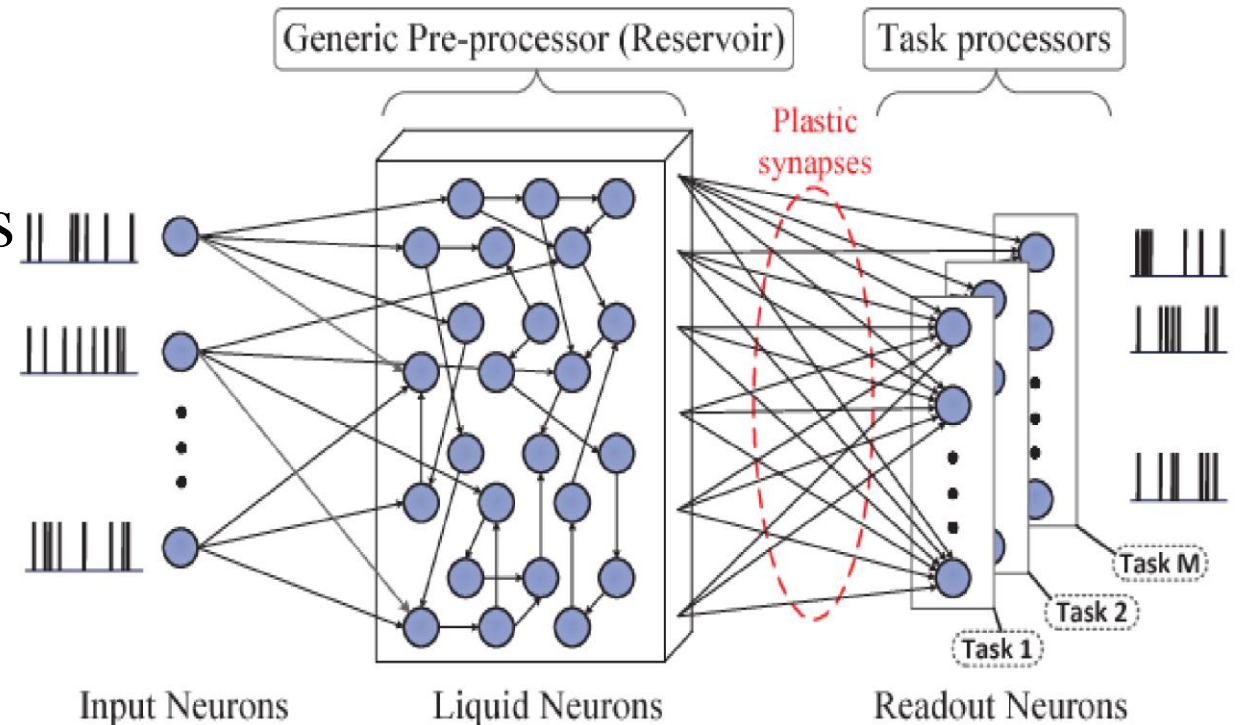 Generic Pre-processor (Reservoir)
Task processors
Plastic
synapses
s
Task M
Task 2
Task 1
Input Neurons
Liquid Neurons
Readout Neurons